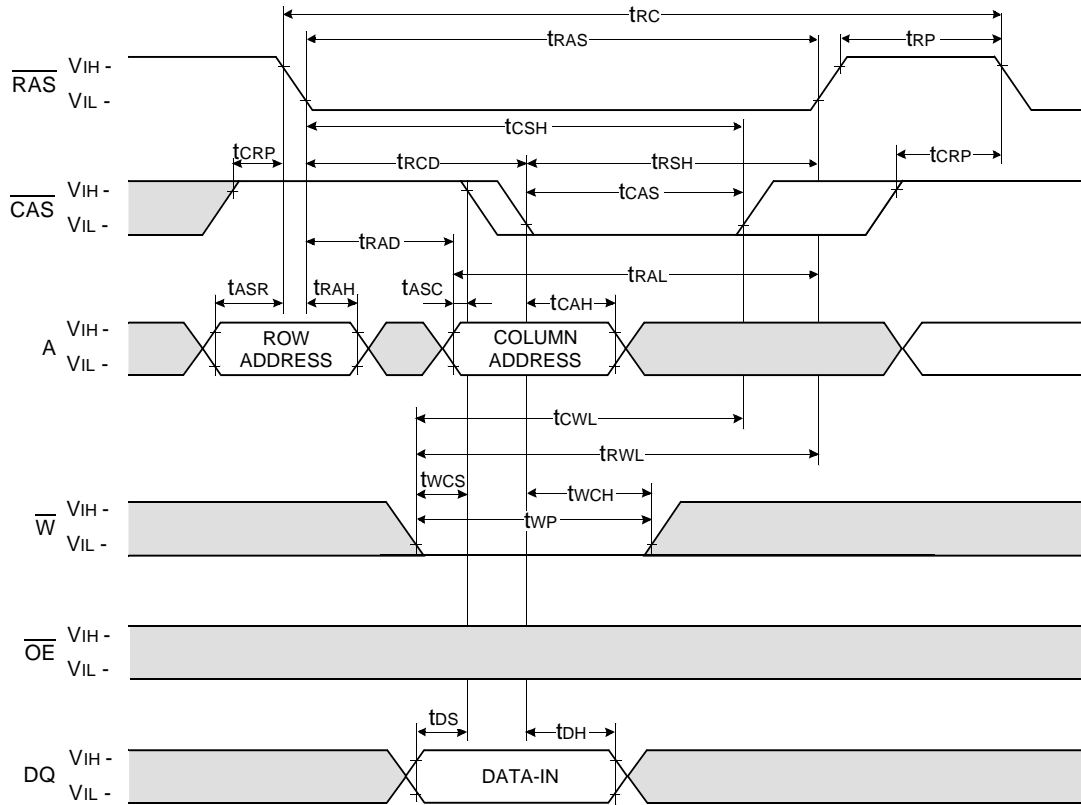 tRC
tRAS
tRP
RAS
VIH -
VIL -
tCSH
tCRP
tRCD
tRSH
tCRP
CAS
VIH -
VIL -
tCAS
tRAD
tRAL
tASR
tRAH
tASC
tCAH
A
VIH -
VIL -
ROW
ADDRESS
COLUMN
ADDRESS
tCWL
tRWL
tWCS
tWCH
W
VIH -
VIL -
tWP
OE
VIH -
VIL -
tDS
tDH
DQ
VIH -
VIL -
DATA-IN